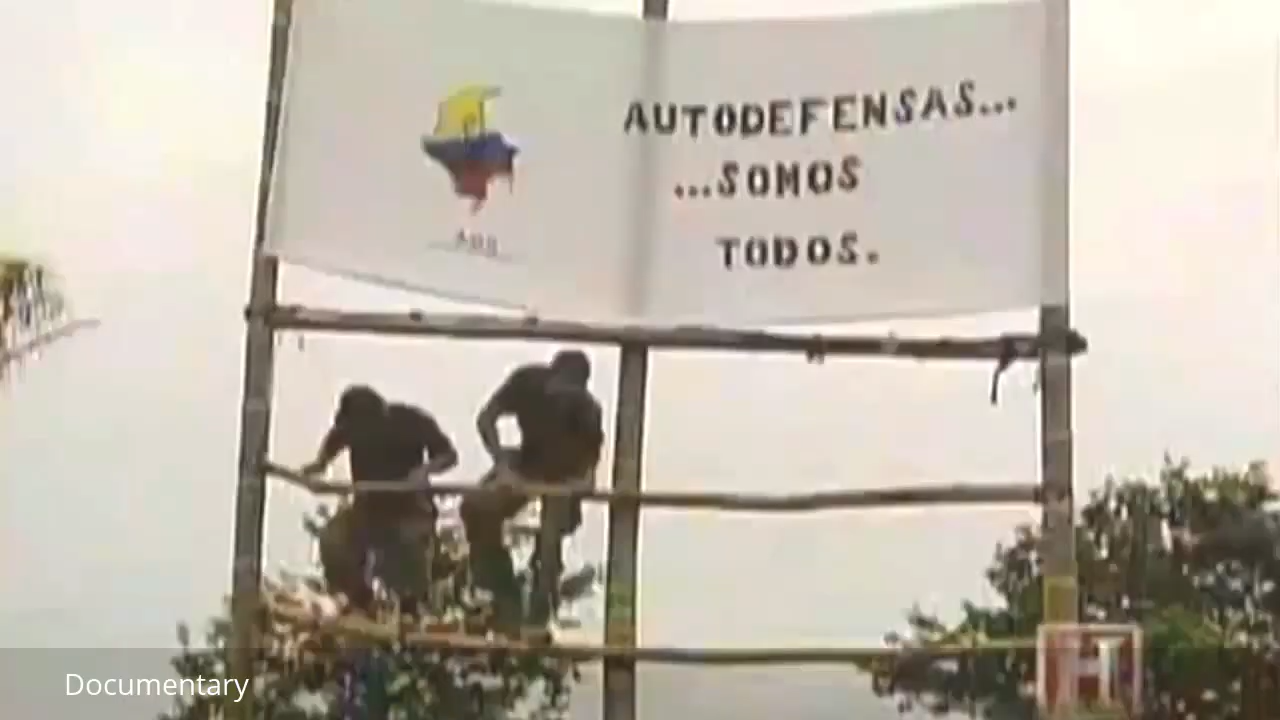 AUTODEFENSAS...
...SOMOS
TODOS.
Documentary
H